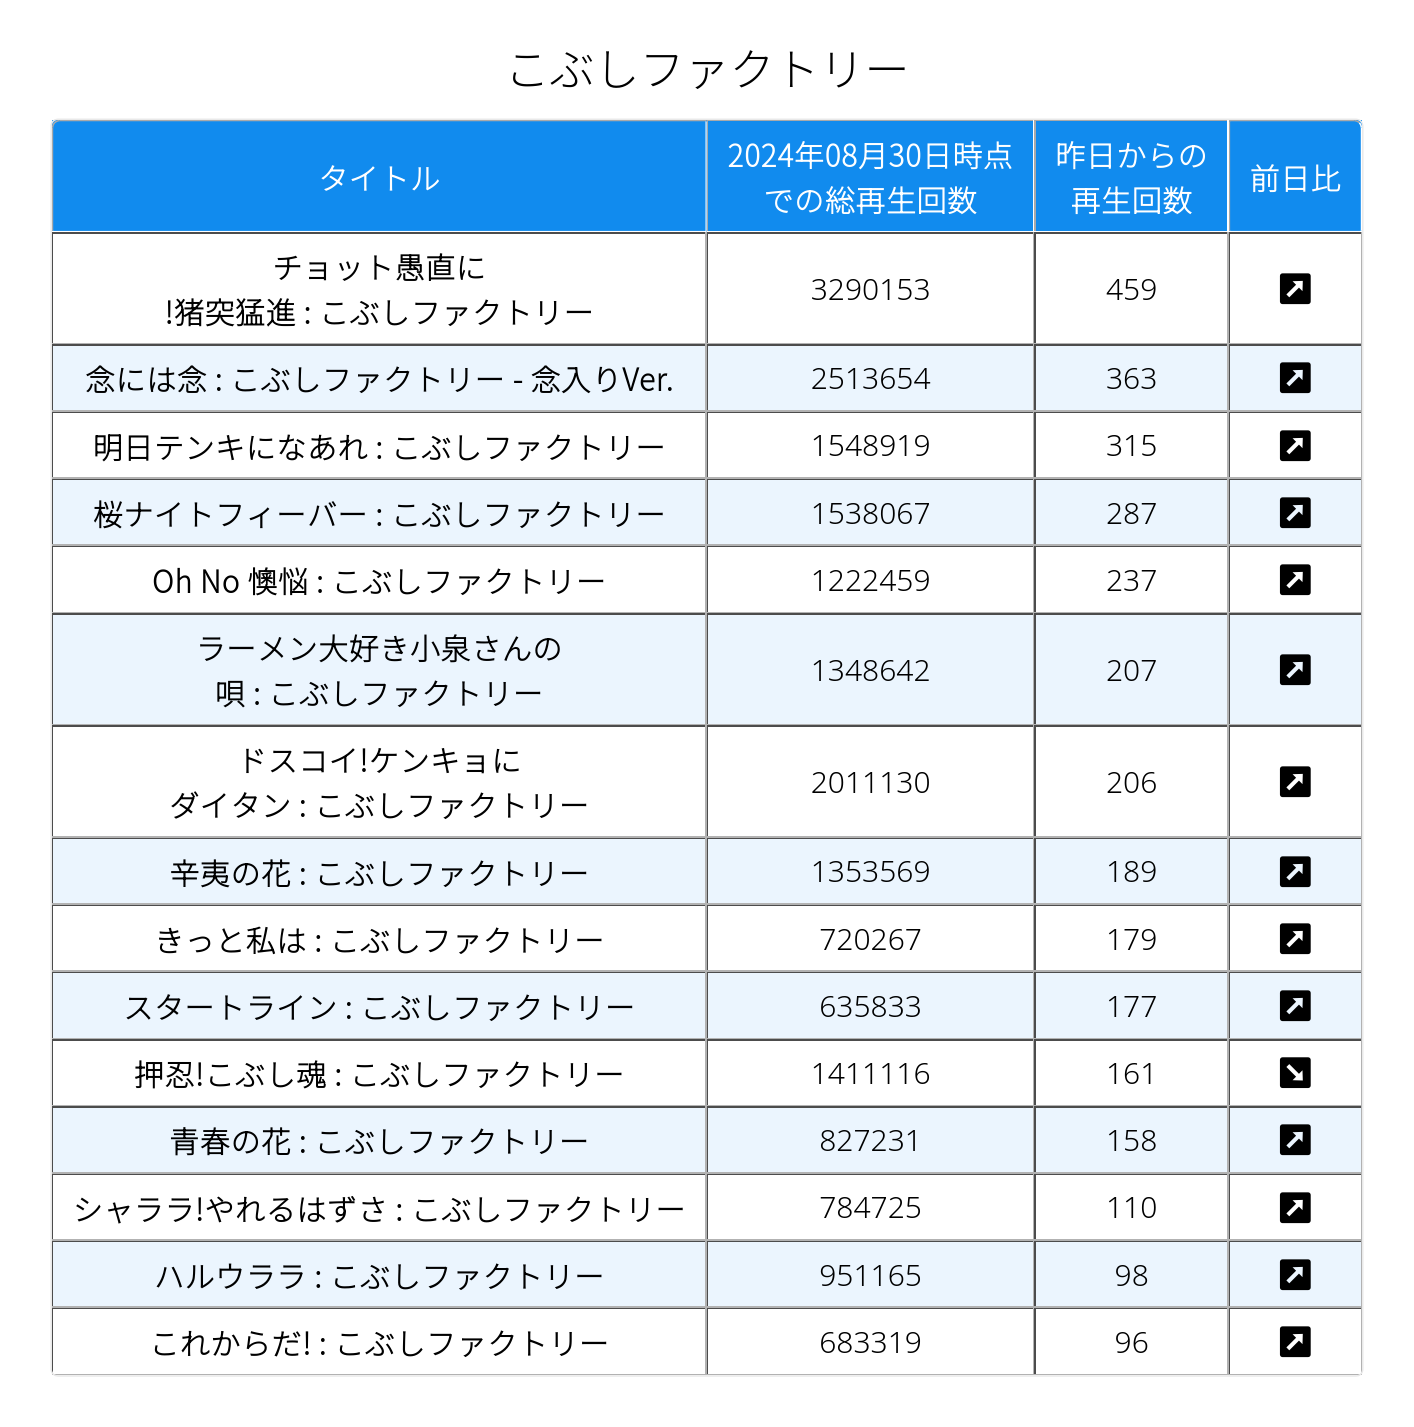 こぶしファクトリー
タイトル
2024年08月30日時点
での総再生回数
昨日からの
再生回数
前日比
チョット愚直に
!猪突猛進 : こぶしファクトリー
3290153
459
念には念 : こぶしファクトリー - 念入りVer.
2513654
363
明日テンキになあれ : こぶしファクトリー
1548919
315
桜ナイトフィーバー : こぶしファクトリー
1538067
287
Oh No 懊悩 : こぶしファクトリー
1222459
237
ラーメン大好き小泉さんの
唄 : こぶしファクトリー
1348642
207
ドスコイ!ケンキョに
ダイタン : こぶしファクトリー
2011130
206
辛夷の花 : こぶしファクトリー
1353569
189
きっと私は : こぶしファクトリー
720267
179
スタートライン : こぶしファクトリー
635833
177
押忍!こぶし魂 : こぶしファクトリー
1411116
161
青春の花 : こぶしファクトリー
827231
158
シャララ!やれるはずさ : こぶしファクトリー
784725
110
ハルウララ : こぶしファクトリー
951165
98
これからだ! : こぶしファクトリー
683319
96